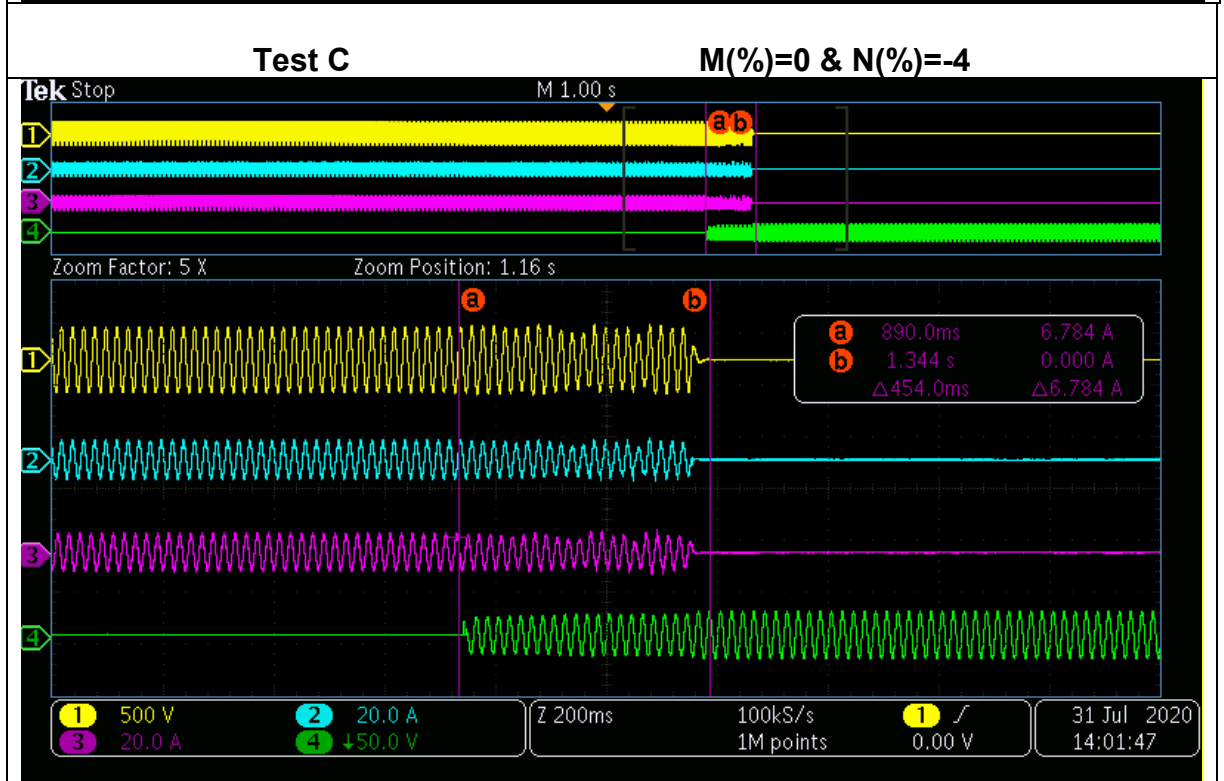 Test C M(%)=0 & N(%)=-4
Tek Stop M 1.00 s
a b
1
2
3
4
Zoom Factor: 5 X Zoom Position: 1.16 s
a b
a 890.0ms 6.784 A
b 1.344 s 0.000 A
△454.0ms △6.784 A
1
2
3
4
1 500 V 2 20.0 A Z 200ms 100kS/s 1 31 Jul 2020
3 20.0 A 4 ↓50.0 V 1M points 0.00 V 14:01:47